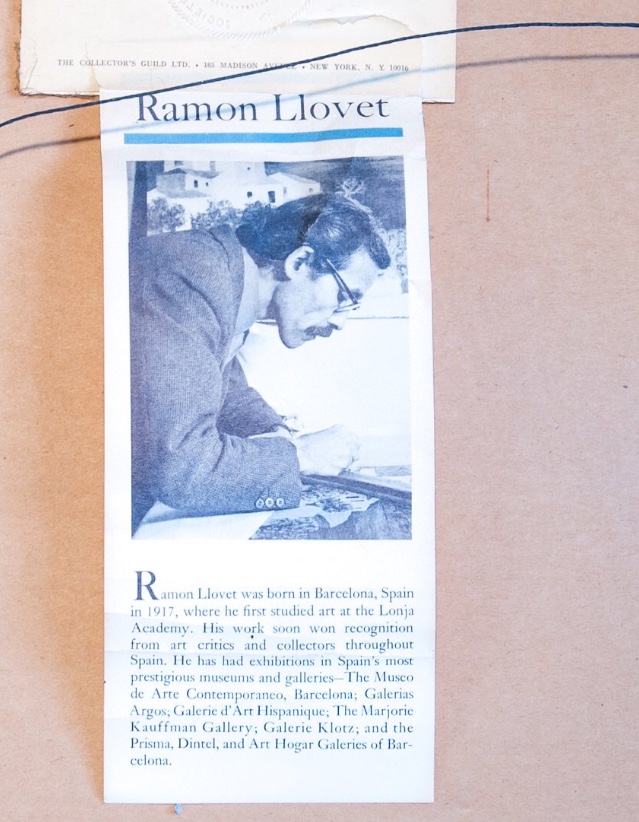 SOCIETE
THE COLLECTOR'S GUILD LTD. • 185 MADISON AVENUE • NEW YORK, N. Y. 10016
Ramon Llovet
Ramon Llovet was born in Barcelona, Spain
in 1917, where he first studied art at the Lonja
Academy. His work soon won recognition
from art critics and collectors throughout
Spain. He has had exhibitions in Spain's most
prestigious museums and galleries—The Museo
de Arte Contemporaneo, Barcelona; Galerias
Argos; Galerie d'Art Hispanique; The Marjorie
Kauffman Gallery; Galerie Klotz; and the
Prisma, Dintel, and Art Hogar Galeries of Bar-
celona.